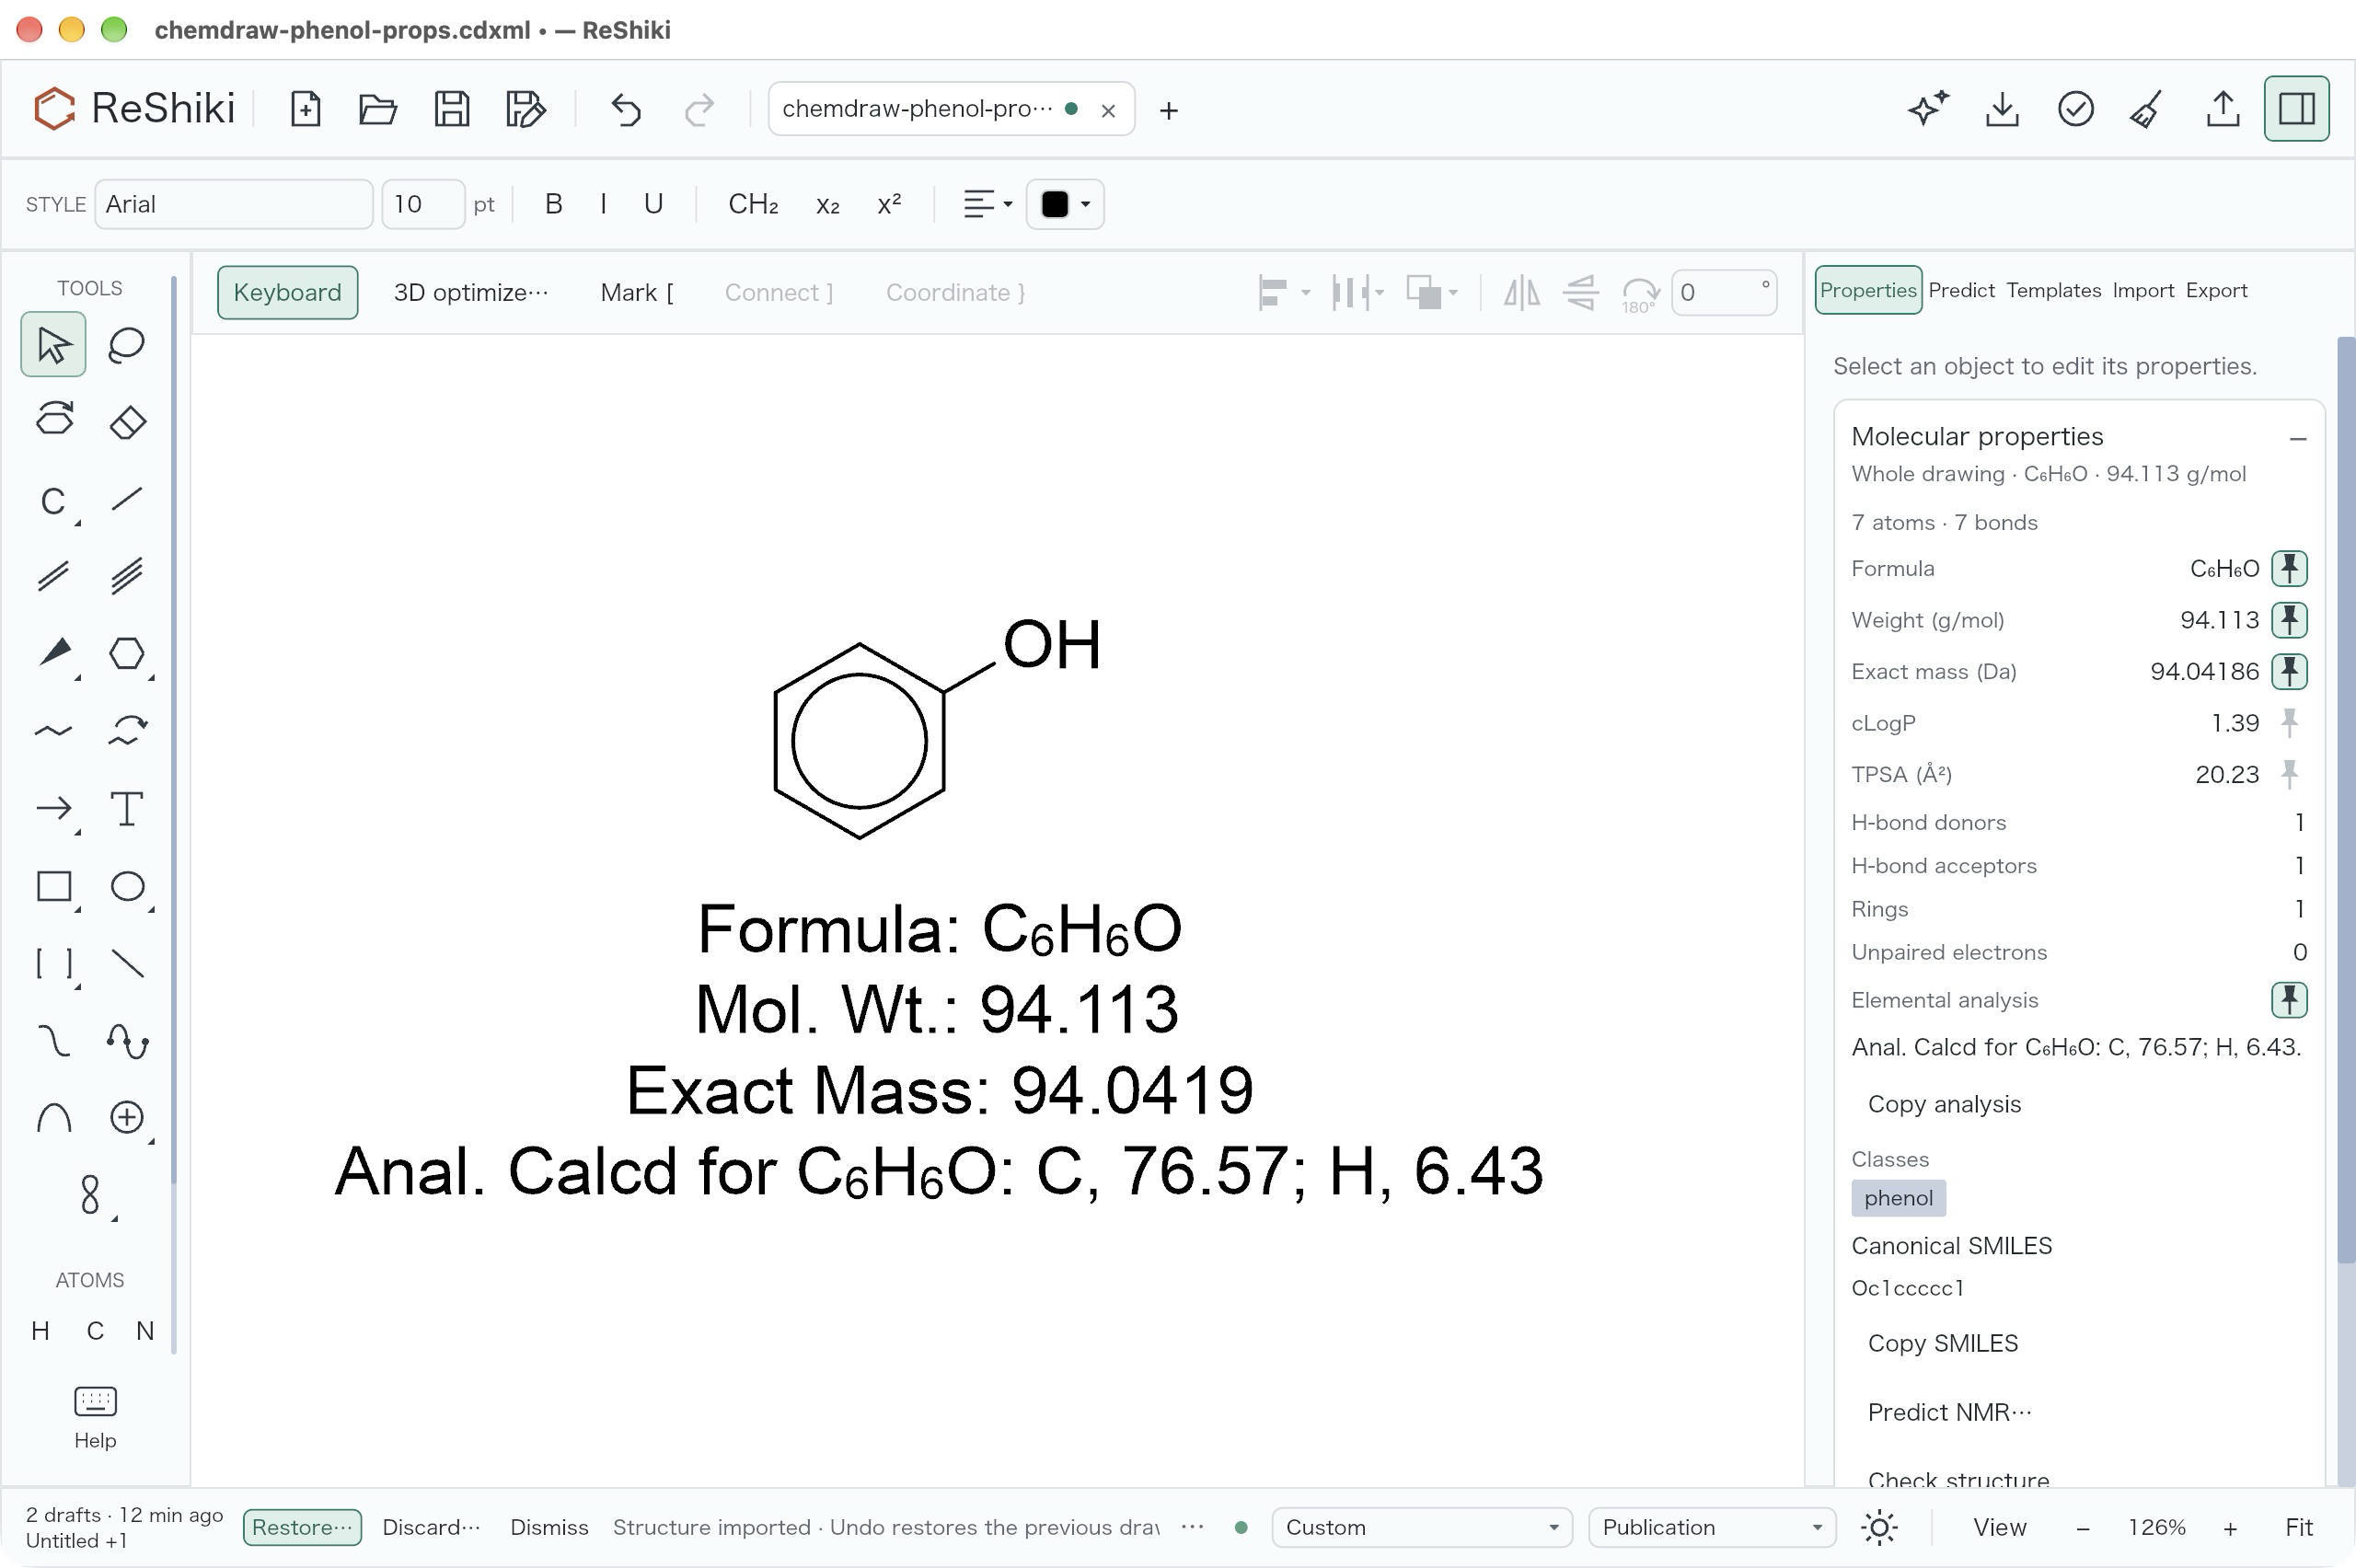 chemdraw-phenol-props.cdxml • — ReShiki
ReShiki
chemdraw-phenol-pro⋯
STYLE Arial 10 pt B I U CH₂ x₂ x²
TOOLS
Keyboard 3D optimize⋯ Mark [ Connect ] Coordinate } 180° 0 °
Properties Predict Templates Import Export
Select an object to edit its properties.
C
T
[ ]
ATOMS
H C N
Help
OH
Formula: C₆H₆O
Mol. Wt.: 94.113
Exact Mass: 94.0419
Anal. Calcd for C₆H₆O: C, 76.57; H, 6.43
Molecular properties –
Whole drawing · C₆H₆O · 94.113 g/mol
7 atoms · 7 bonds
Formula C₆H₆O
Weight (g/mol) 94.113
Exact mass (Da) 94.04186
cLogP 1.39
TPSA (Å²) 20.23
H-bond donors 1
H-bond acceptors 1
Rings 1
Unpaired electrons 0
Elemental analysis
Anal. Calcd for C₆H₆O: C, 76.57; H, 6.43.
Copy analysis
Classes
phenol
Canonical SMILES
Oc1ccccc1
Copy SMILES
Predict NMR⋯
Check structure
2 drafts · 12 min ago
Untitled +1
Restore⋯ Discard⋯ Dismiss Structure imported · Undo restores the previous drav ⋯ Custom Publication View – 126% + Fit